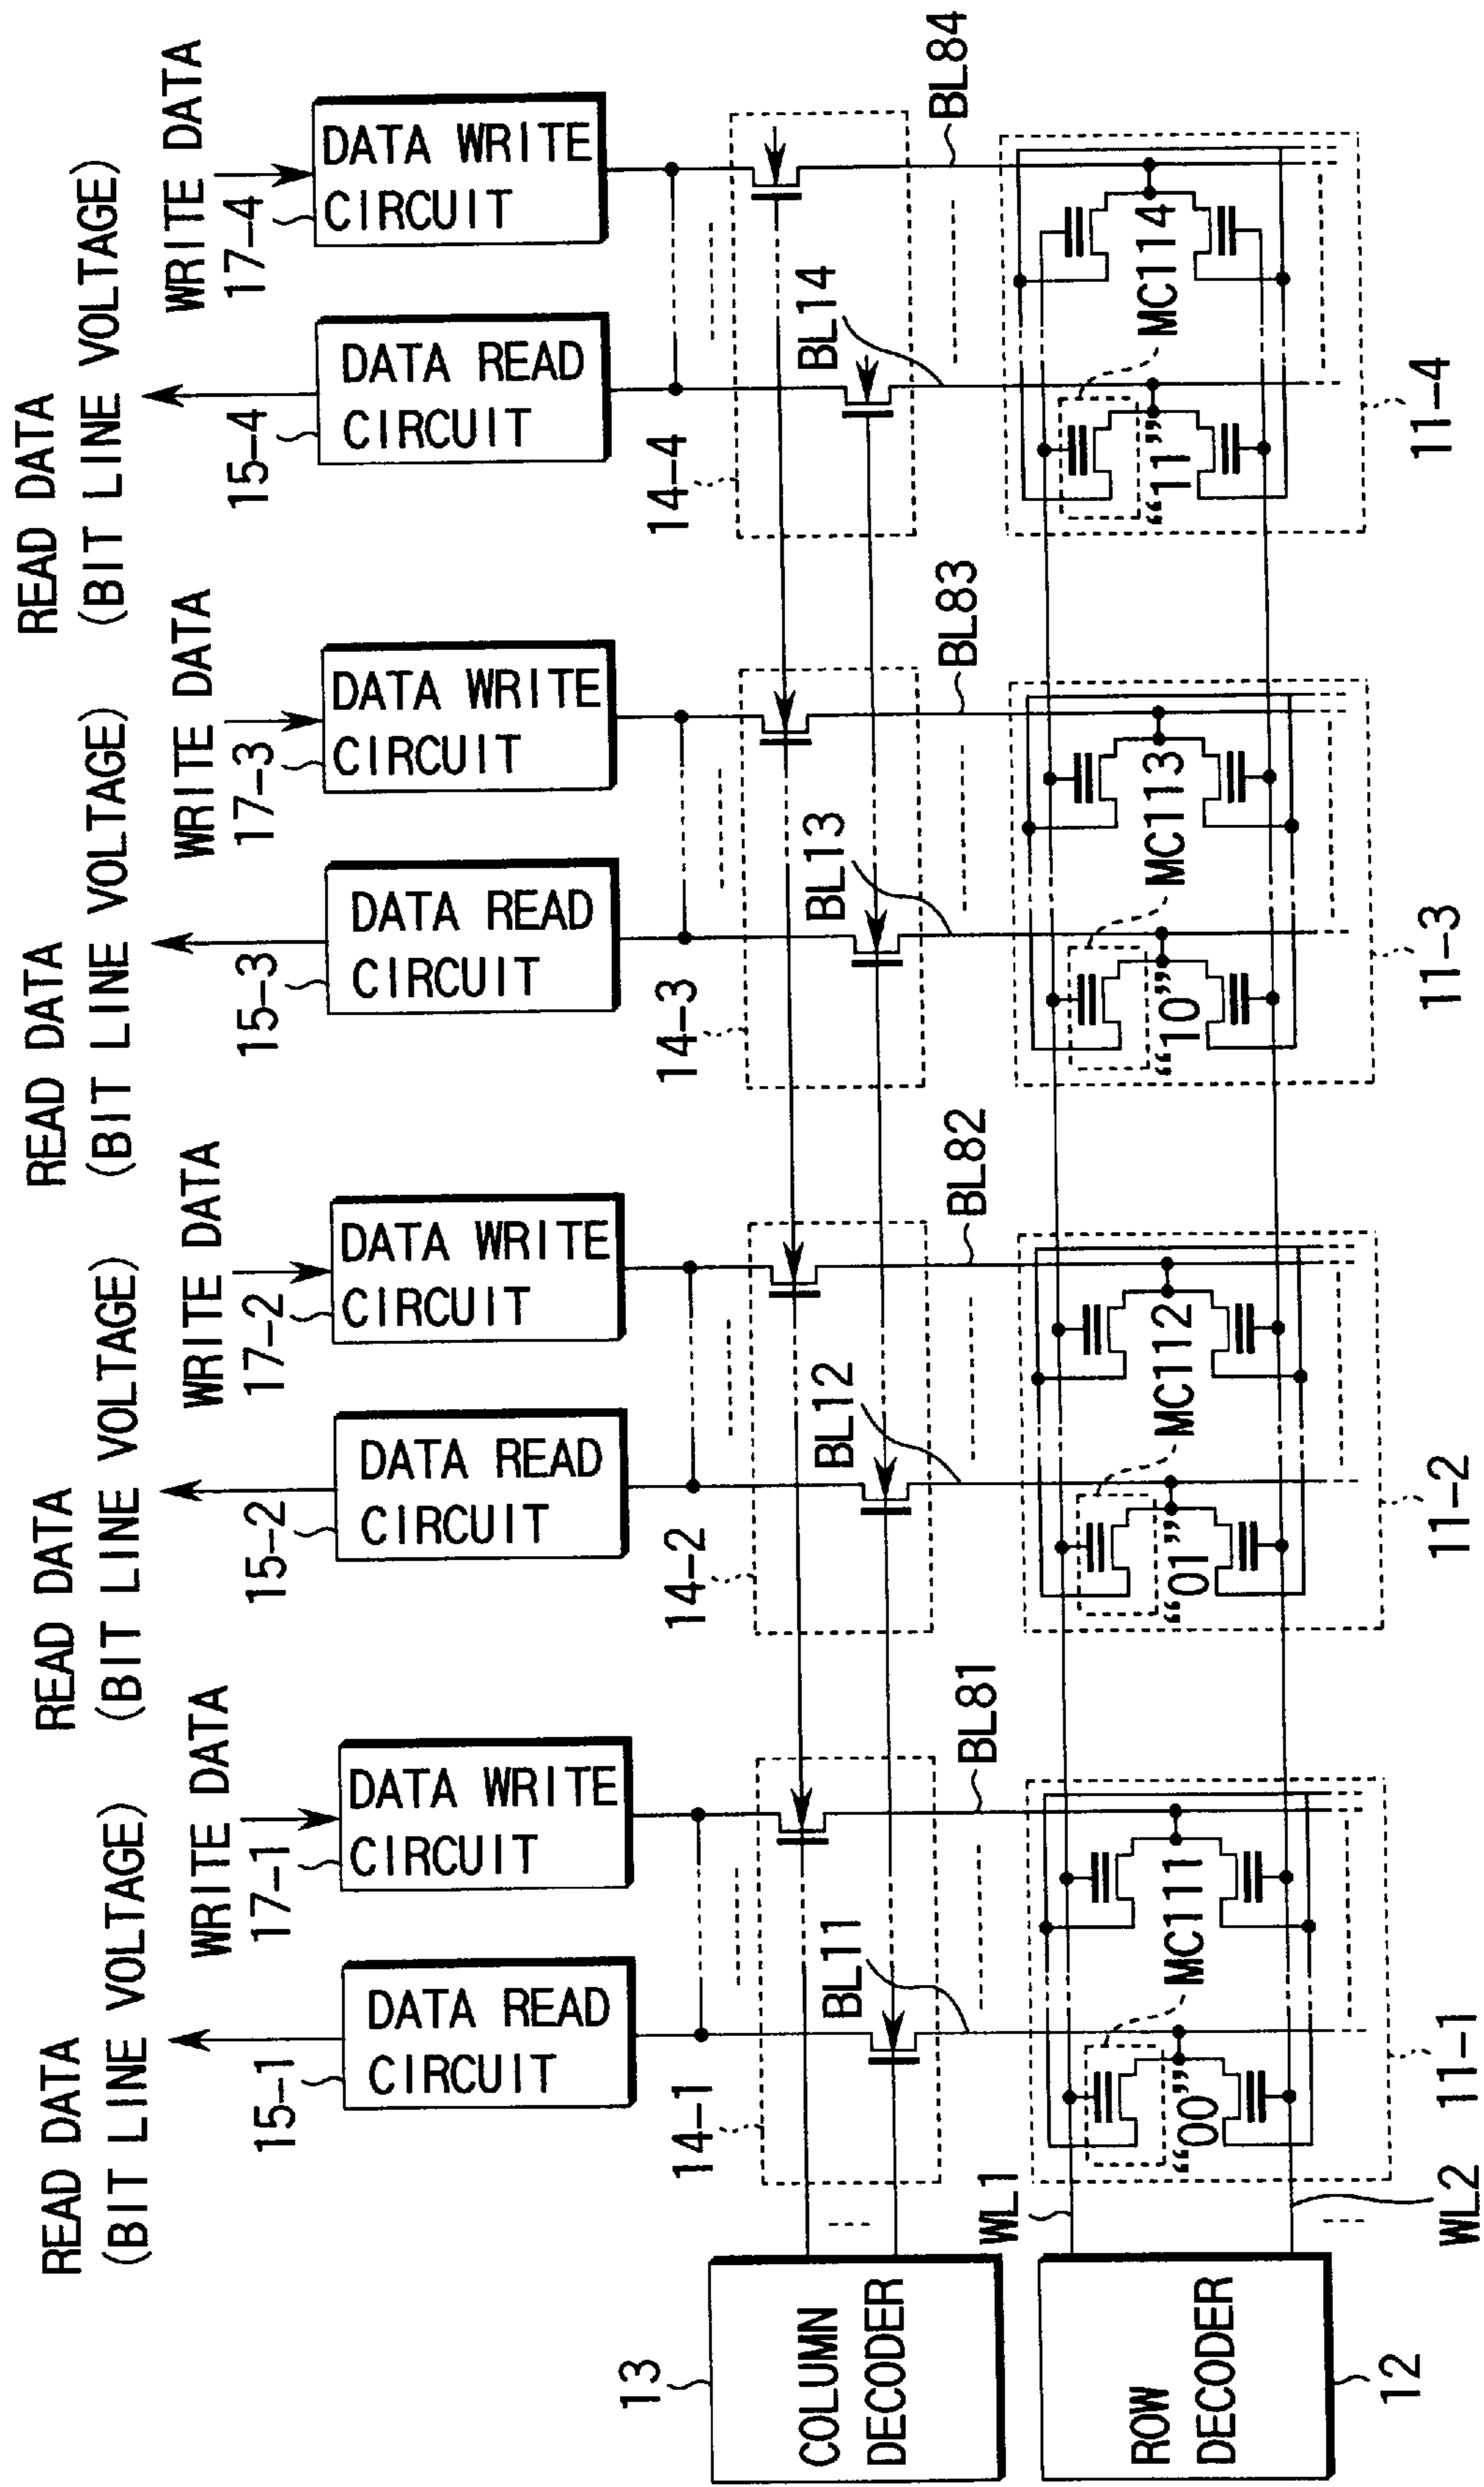 READ DATA
(BIT LINE VOLTAGE)
READ DATA
(BIT LINE VOLTAGE)
READ DATA
(BIT LINE VOLTAGE)
READ DATA
(BIT LINE VOLTAGE)
WRITE DATA
WRITE DATA
WRITE DATA
WRITE DATA
15-1
17-1
15-2
17-2
15-3
17-3
15-4
17-4
DATA READ
CIRCUIT
DATA WRITE
CIRCUIT
DATA READ
CIRCUIT
DATA WRITE
CIRCUIT
DATA READ
CIRCUIT
DATA WRITE
CIRCUIT
DATA READ
CIRCUIT
DATA WRITE
CIRCUIT
13
14-1
14-2
14-3
14-4
COLUMN
DECODER
BL11
BL81
BL12
BL82
BL13
BL83
BL14
BL84
WL1
ROW
DECODER
MC111
MC112
MC113
MC114
“00”
“01”
“10”
“11”
12
WL2
11-1
11-2
11-3
11-4